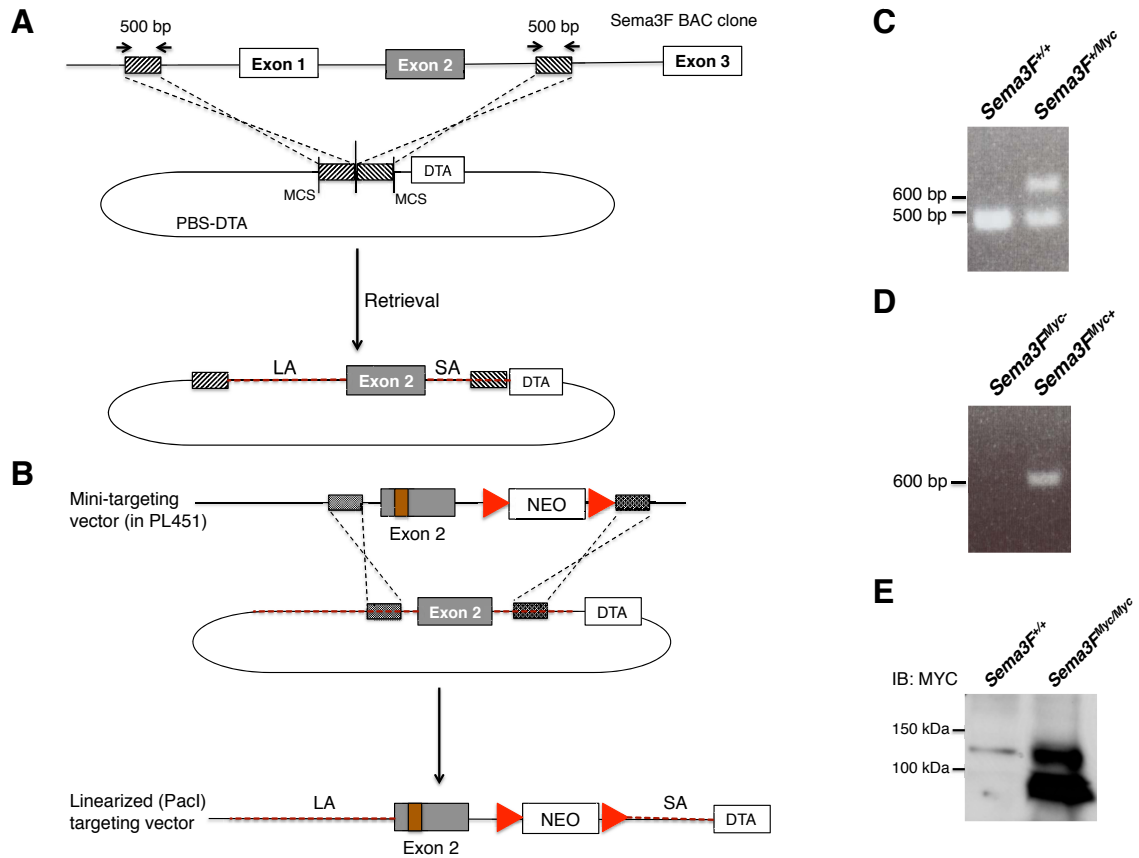 A
500 bp
500 bp
Sema3F BAC clone
Exon 1
Exon 2
Exon 3
MCS
MCS
DTA
PBS-DTA
Retrieval
LA
Exon 2
SA
DTA
B
Mini-targeting
vector (in PL451)
NEO
Exon 2
Exon 2
DTA
Linearized (PacI)
targeting vector
LA
NEO
SA
DTA
Exon 2
C
Sema3F+/+
Sema3F+/Myc
600 bp
500 bp
D
Sema3FMyc-
Sema3FMyc+
600 bp
E
Sema3F+/+
Sema3FMyc/Myc
IB: MYC
150 kDa
100 kDa